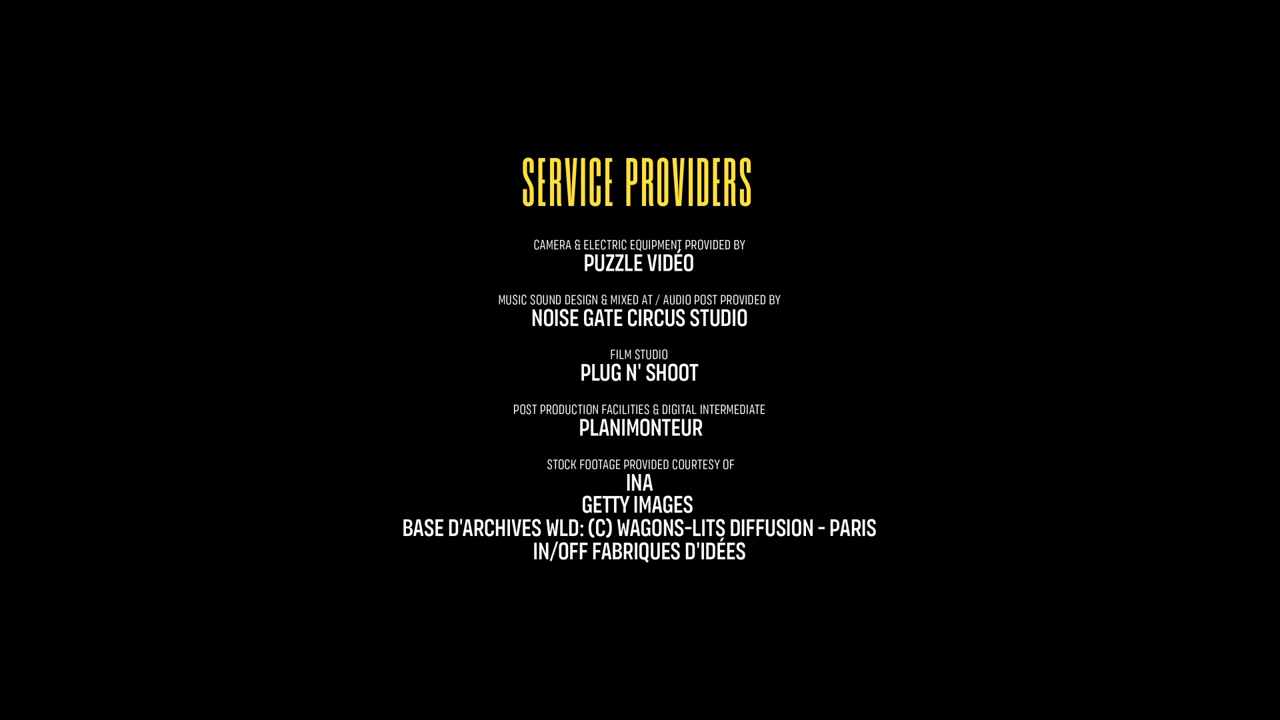 SERVICE PROVIDERS
CAMERA & ELECTRIC EQUIPMENT PROVIDED BY
PUZZLE VIDÉO
MUSIC SOUND DESIGN & MIXED AT / AUDIO POST PROVIDED BY
NOISE GATE CIRCUS STUDIO
FILM STUDIO
PLUG N' SHOOT
POST PRODUCTION FACILITIES & DIGITAL INTERMEDIATE
PLANIMONTEUR
STOCK FOOTAGE PROVIDED COURTESY OF
INA
GETTY IMAGES
BASE D'ARCHIVES WLD: (C) WAGONS-LITS DIFFUSION - PARIS
IN/OFF FABRIQUES D'IDÉES